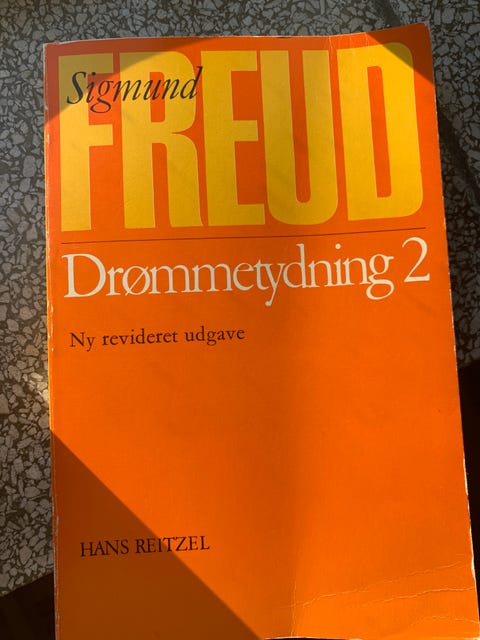 Sigmund
FREUD
Drømmetydning 2
Ny revideret udgave
HANS REITZEL